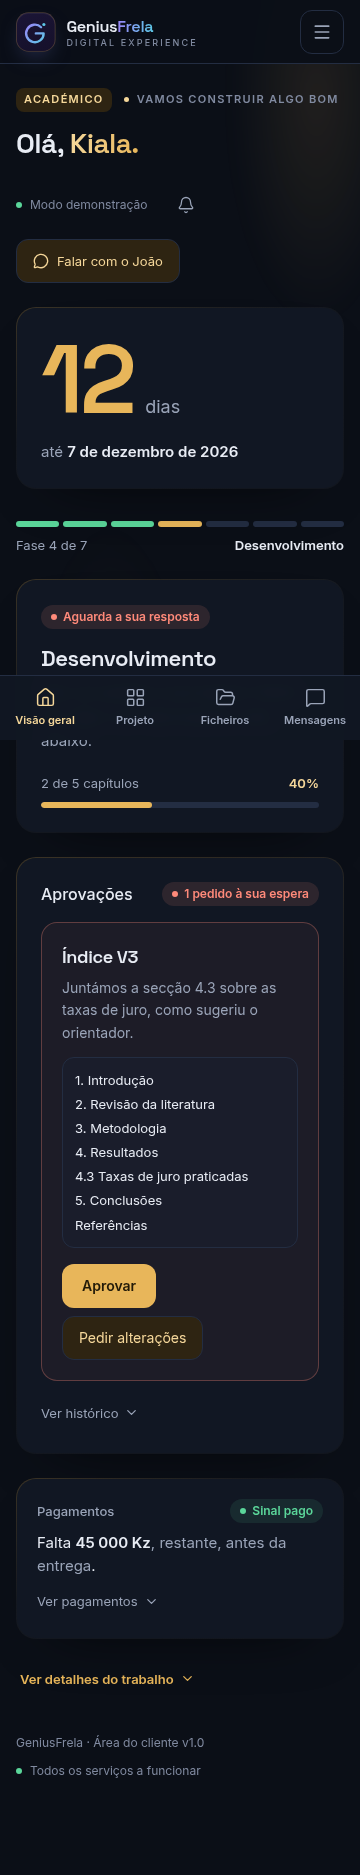 GeniusFrela
DIGITAL EXPERIENCE
ACADÉMICO
VAMOS CONSTRUIR ALGO BOM
Olá, Kiala.
Modo demonstração
Falar com o João
12 dias
até 7 de dezembro de 2026
Fase 4 de 7
Desenvolvimento
Aguarda a sua resposta
Desenvolvimento
Visão geral
Projeto
Ficheiros
Mensagens
abaixo.
2 de 5 capítulos
40%
Aprovações
1 pedido à sua espera
Índice V3
Juntámos a secção 4.3 sobre as
taxas de juro, como sugeriu o
orientador.
1. Introdução
2. Revisão da literatura
3. Metodologia
4. Resultados
4.3 Taxas de juro praticadas
5. Conclusões
Referências
Aprovar
Pedir alterações
Ver histórico
Pagamentos
Sinal pago
Falta 45 000 Kz, restante, antes da
entrega.
Ver pagamentos
Ver detalhes do trabalho
GeniusFrela · Área do cliente v1.0
Todos os serviços a funcionar